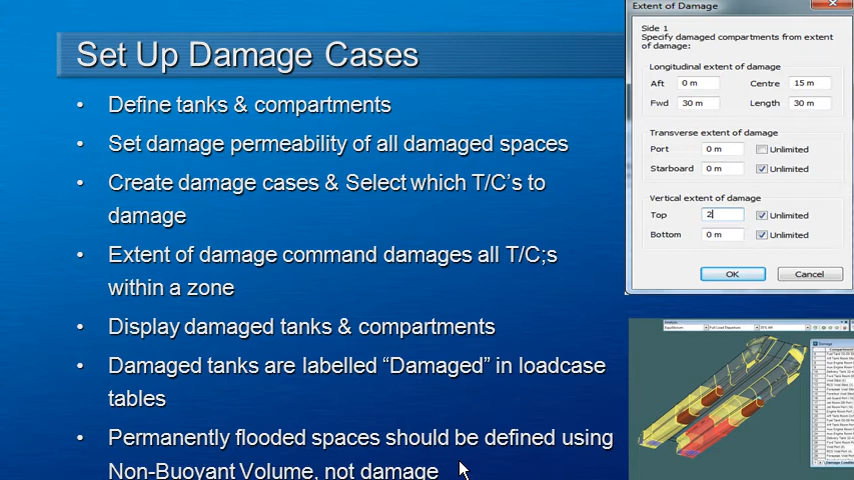 Set Up Damage Cases
• Define tanks & compartments
• Set damage permeability of all damaged spaces
• Create damage cases & Select which T/C's to
damage
• Extent of damage command damages all T/C;s
within a zone
• Display damaged tanks & compartments
• Damaged tanks are labelled “Damaged” in loadcase
tables
• Permanently flooded spaces should be defined using
Non-Buoyant Volume, not damage
Extent of Damage
Side 1
Specify damaged compartments from extent
of damage:
Longitudinal extent of damage
Aft 0 m Centre 15 m
Fwd 30 m Length 30 m
Transverse extent of damage
Port 0 m Unlimited
Starboard 0 m Unlimited
Vertical extent of damage
Top 2 Unlimited
Bottom 0 m Unlimited
OK Cancel
Analysis
Equilibrium
Damage